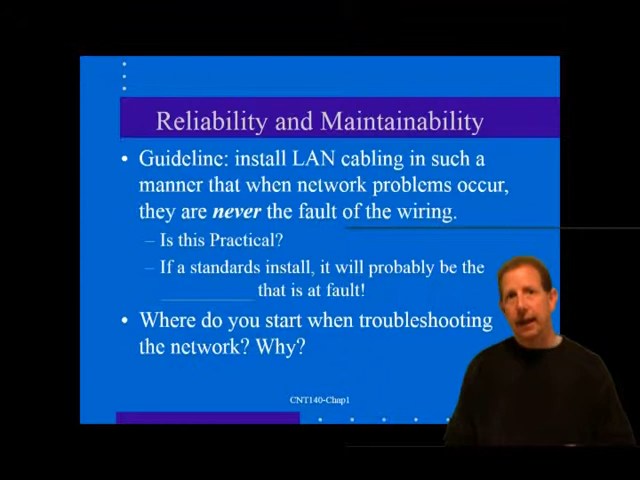 Reliability and Maintainability
• Guideline: install LAN cabling in such a
manner that when network problems occur,
they are never the fault of the wiring.
– Is this Practical?
– If a standards install, it will probably be the
__________ that is at fault!
• Where do you start when troubleshooting
the network? Why?
CNT140-Chap1